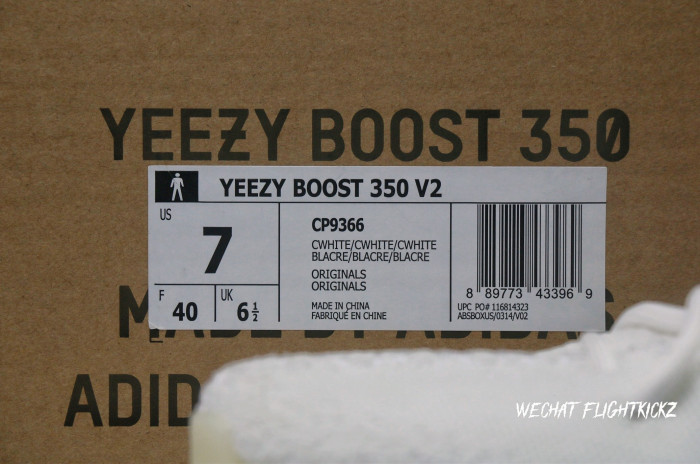 YEEZY BOOST 350
YEEZY BOOST 350 V2
US
7
F
40
UK
6 1/2
CP9366
CWHITE/CWHITE/CWHITE
BLACRE/BLACRE/BLACRE
ORIGINALS
ORIGINALS
MADE IN CHINA
FABRIQUÉ EN CHINE
8 89773 43396 9
UPC PO# 116814323
ABSBOXUS/0314/V02
ADID
WECHAT FLIGHTKICKZ